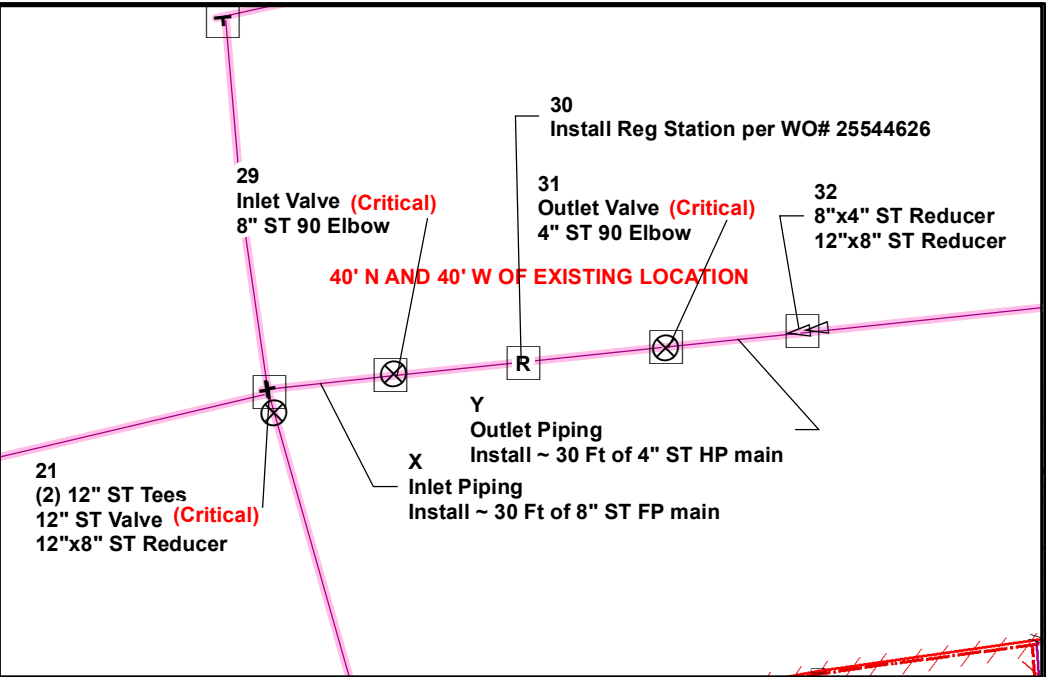 30
Install Reg Station per WO# 25544626
29
Inlet Valve (Critical)
8" ST 90 Elbow
31
Outlet Valve (Critical)
4" ST 90 Elbow
32
8"x4" ST Reducer
12"x8" ST Reducer
40' N AND 40' W OF EXISTING LOCATION
R
Y
Outlet Piping
Install ~ 30 Ft of 4" ST HP main
X
Inlet Piping
Install ~ 30 Ft of 8" ST FP main
21
(2) 12" ST Tees
12" ST Valve (Critical)
12"x8" ST Reducer